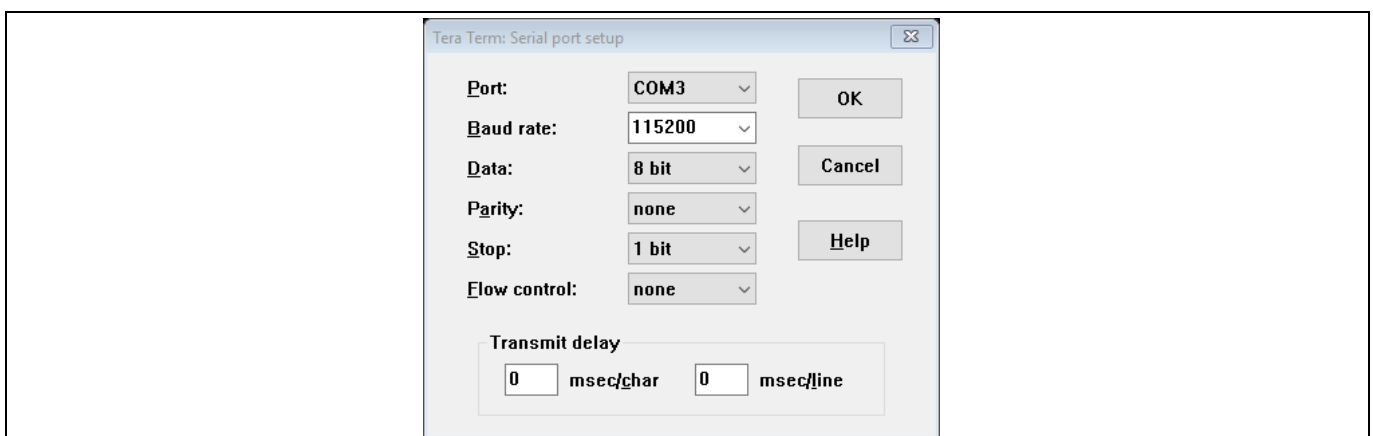 Tera Term: Serial port setup
Port: COM3 OK
Baud rate: 115200
Data: 8 bit Cancel
Parity: none
Stop: 1 bit Help
Flow control: none
Transmit delay
0 msec/char 0 msec/line